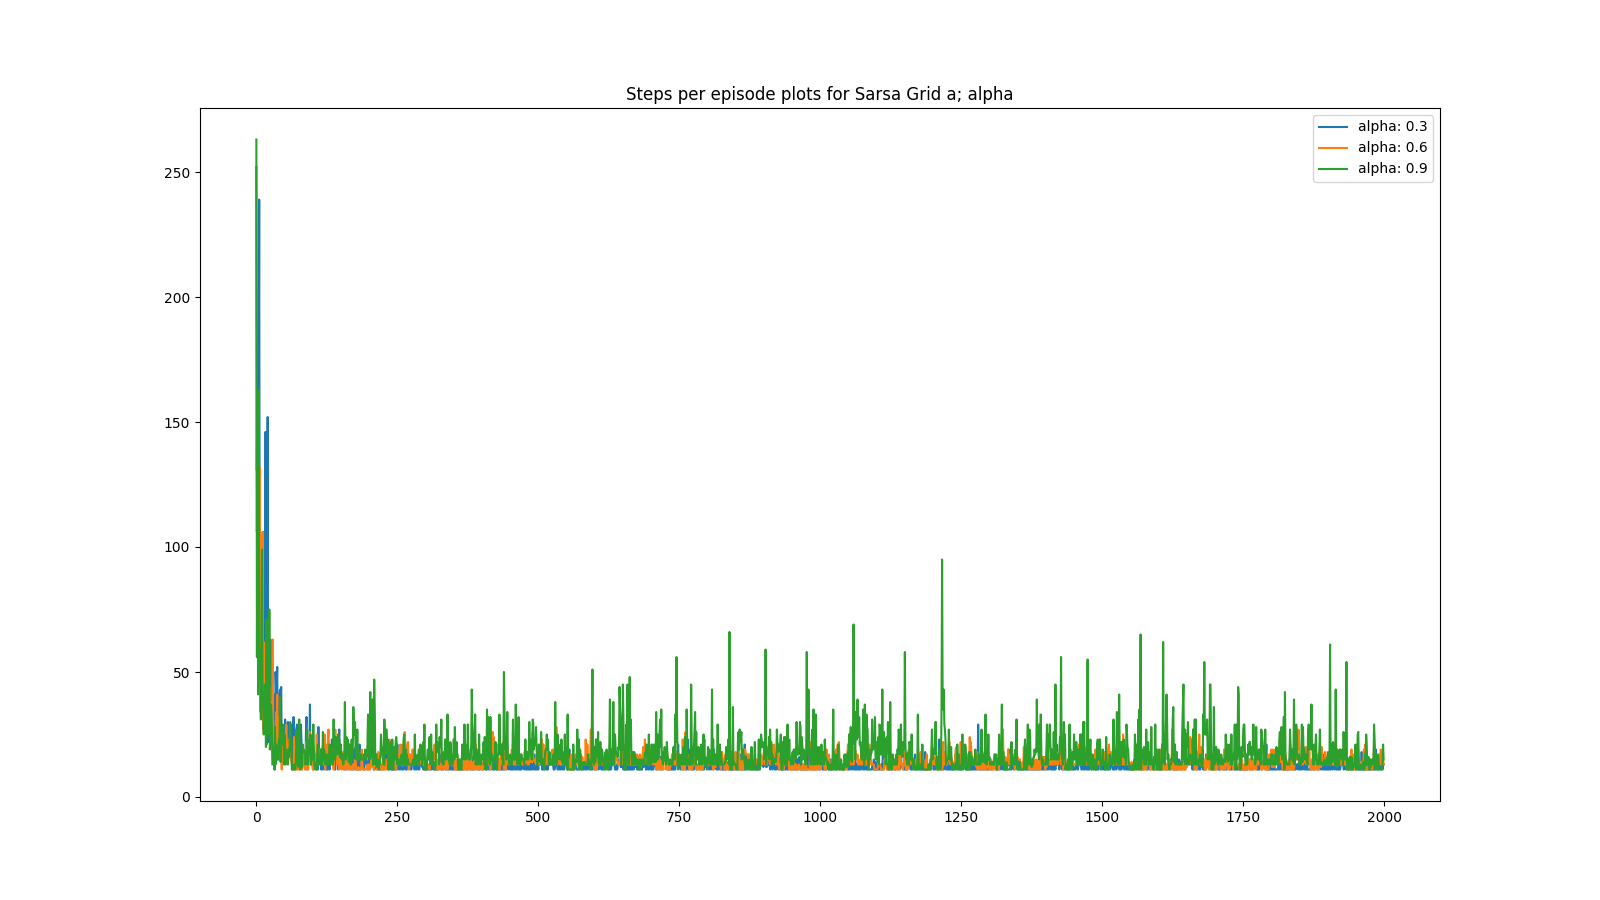 Steps per episode plots for Sarsa Grid a; alpha
alpha: 0.3
alpha: 0.6
alpha: 0.9
250
200
150
100
50
0
0 250 500 750 1000 1250 1500 1750 2000